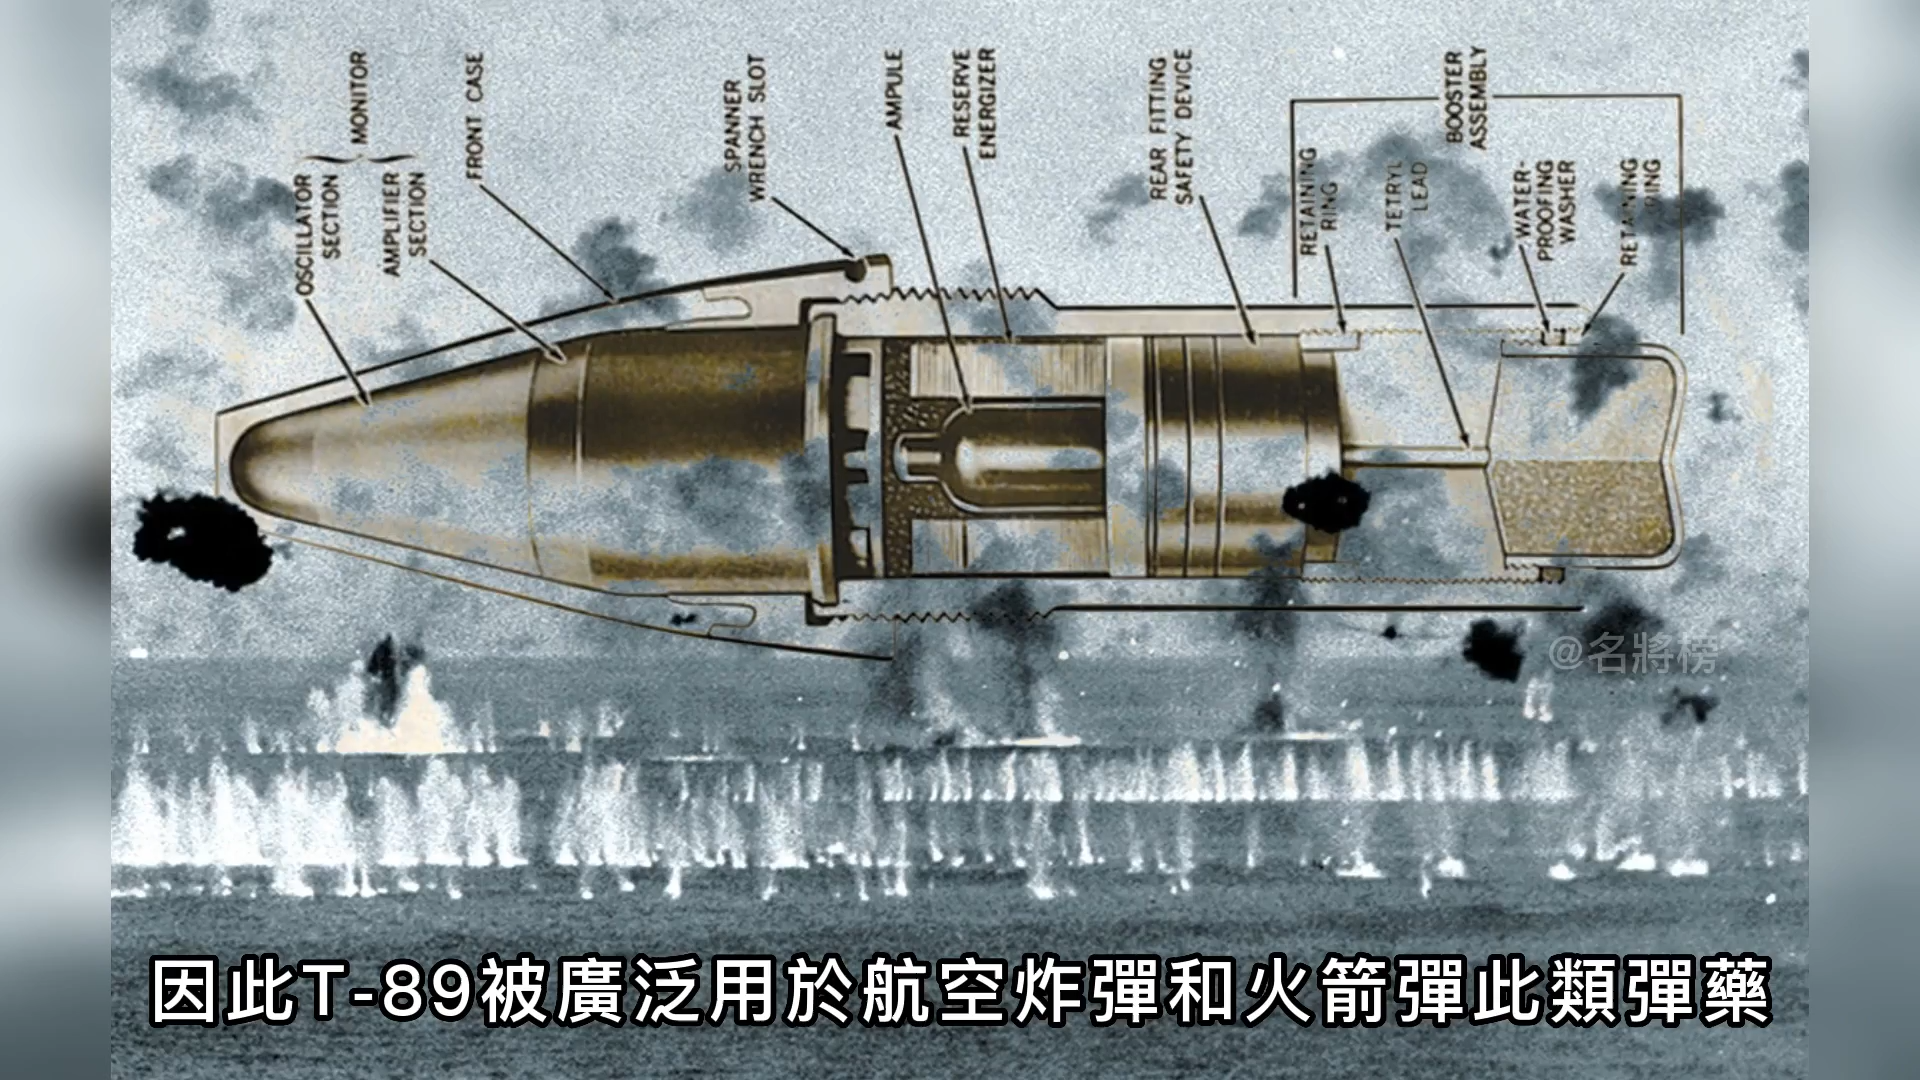 MONITOR
OSCILLATOR
SECTION
AMPLIFIER
SECTION
FRONT CASE
SPANNER
WRENCH SLOT
AMPULE
RESERVE
ENERGIZER
REAR FITTING
SAFETY DEVICE
BOOSTER
ASSEMBLY
RETAINING
RING
TETRYL
LEAD
WATER-
PROOFING
WASHER
RETAINING
RING
@名將榜
因此T-89被廣泛用於航空炸彈和火箭彈此類彈藥